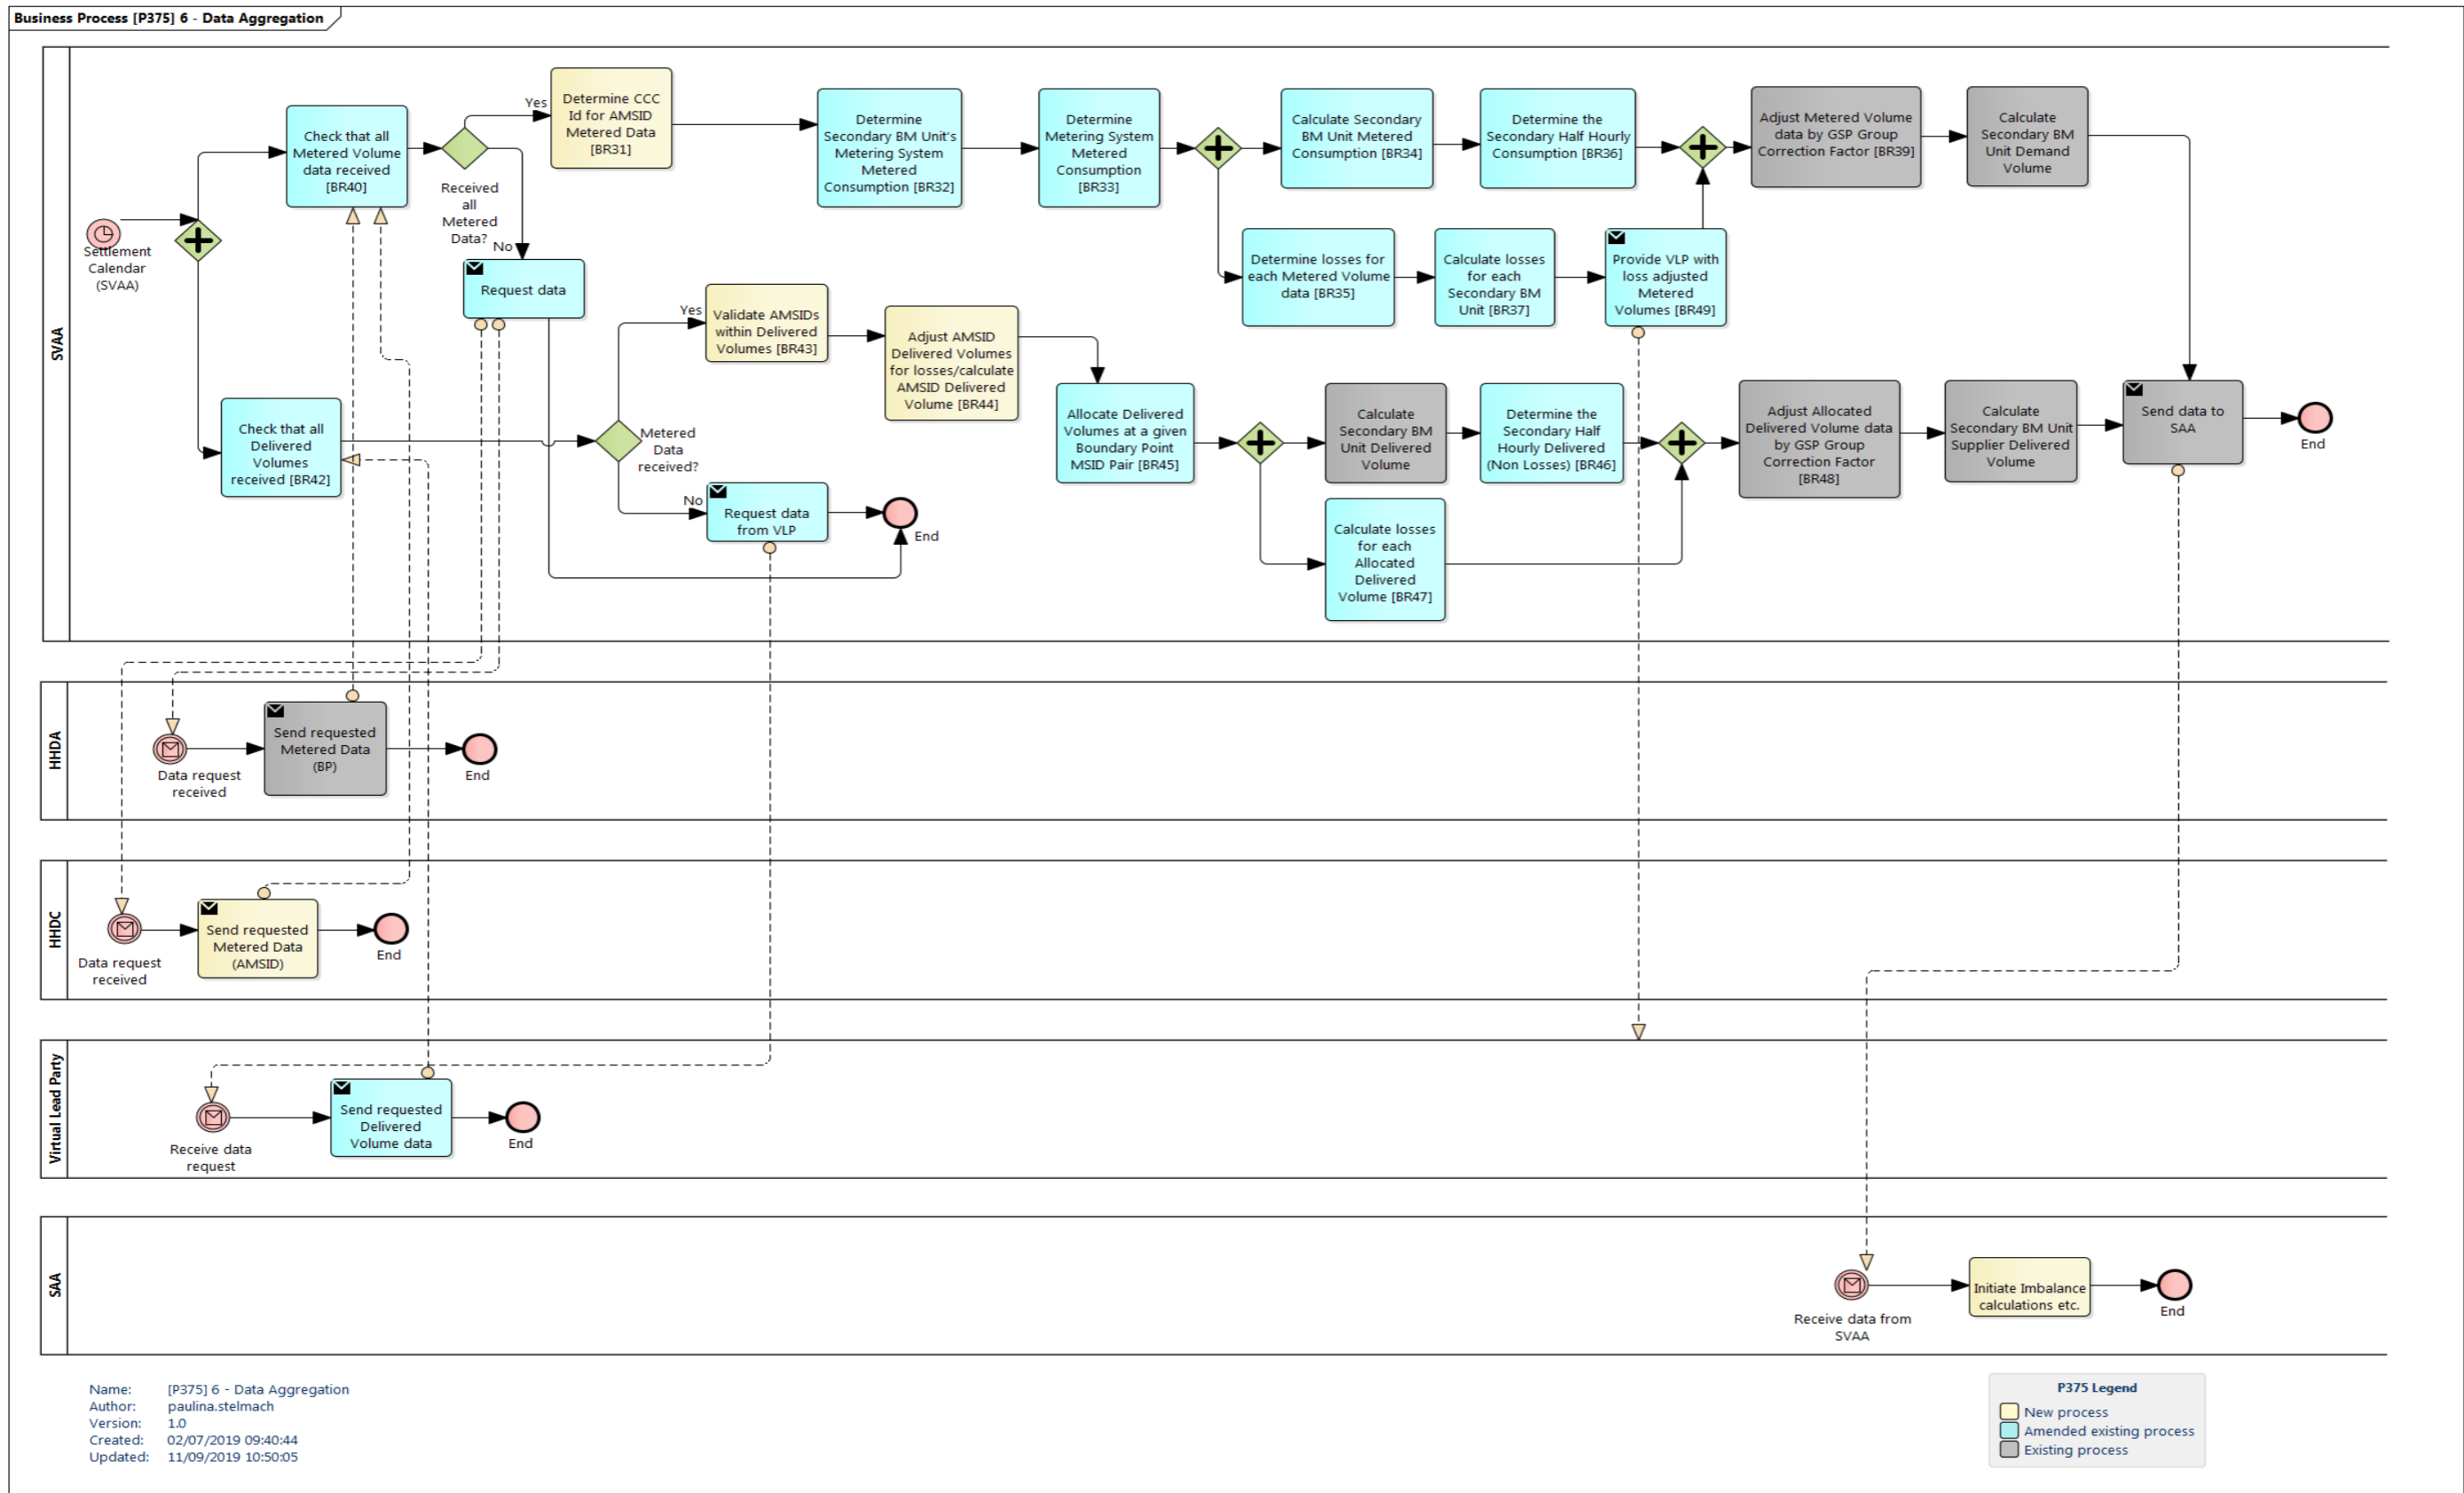 Business Process [P375] 6 - Data Aggregation
SVAA
Settlement
Calendar
(SVAA)
Check that all
Metered Volume
data received
[BR40]
Received
all
Metered
Data?
Yes
No
Determine CCC
Id for AMSID
Metered Data
[BR31]
Determine
Secondary BM Unit's
Metering System
Metered
Consumption [BR32]
Determine
Metering System
Metered
Consumption
[BR33]
Calculate Secondary
BM Unit Metered
Consumption [BR34]
Determine the
Secondary Half Hourly
Consumption [BR36]
Adjust Metered Volume
data by GSP Group
Correction Factor [BR39]
Calculate
Secondary BM
Unit Demand
Volume
Request data
Determine losses for
each Metered Volume
data [BR35]
Calculate losses
for each
Secondary BM
Unit [BR37]
Provide VLP with
loss adjusted
Metered
Volumes [BR49]
Check that all
Delivered
Volumes
received [BR42]
Metered
Data
received?
Yes
No
Validate AMSIDs
within Delivered
Volumes [BR43]
Adjust AMSID
Delivered Volumes
for losses/calculate
AMSID Delivered
Volume [BR44]
Allocate Delivered
Volumes at a given
Boundary Point
MSID Pair [BR45]
Calculate
Secondary BM
Unit Delivered
Volume
Determine the
Secondary Half
Hourly Delivered
(Non Losses) [BR46]
Adjust Allocated
Delivered Volume data
by GSP Group
Correction Factor
[BR48]
Calculate
Secondary BM Unit
Supplier Delivered
Volume
Send data to
SAA
End
Request data
from VLP
End
Calculate losses
for each
Allocated
Delivered
Volume [BR47]
HHDA
Data request
received
Send requested
Metered Data
(BP)
End
HHDC
Data request
received
Send requested
Metered Data
(AMSID)
End
Virtual Lead Party
Receive data
request
Send requested
Delivered
Volume data
End
SAA
Receive data from
SVAA
Initiate Imbalance
calculations etc.
End
Name: [P375] 6 - Data Aggregation
Author: paulina.stelmach
Version: 1.0
Created: 02/07/2019 09:40:44
Updated: 11/09/2019 10:50:05
P375 Legend
New process
Amended existing process
Existing process